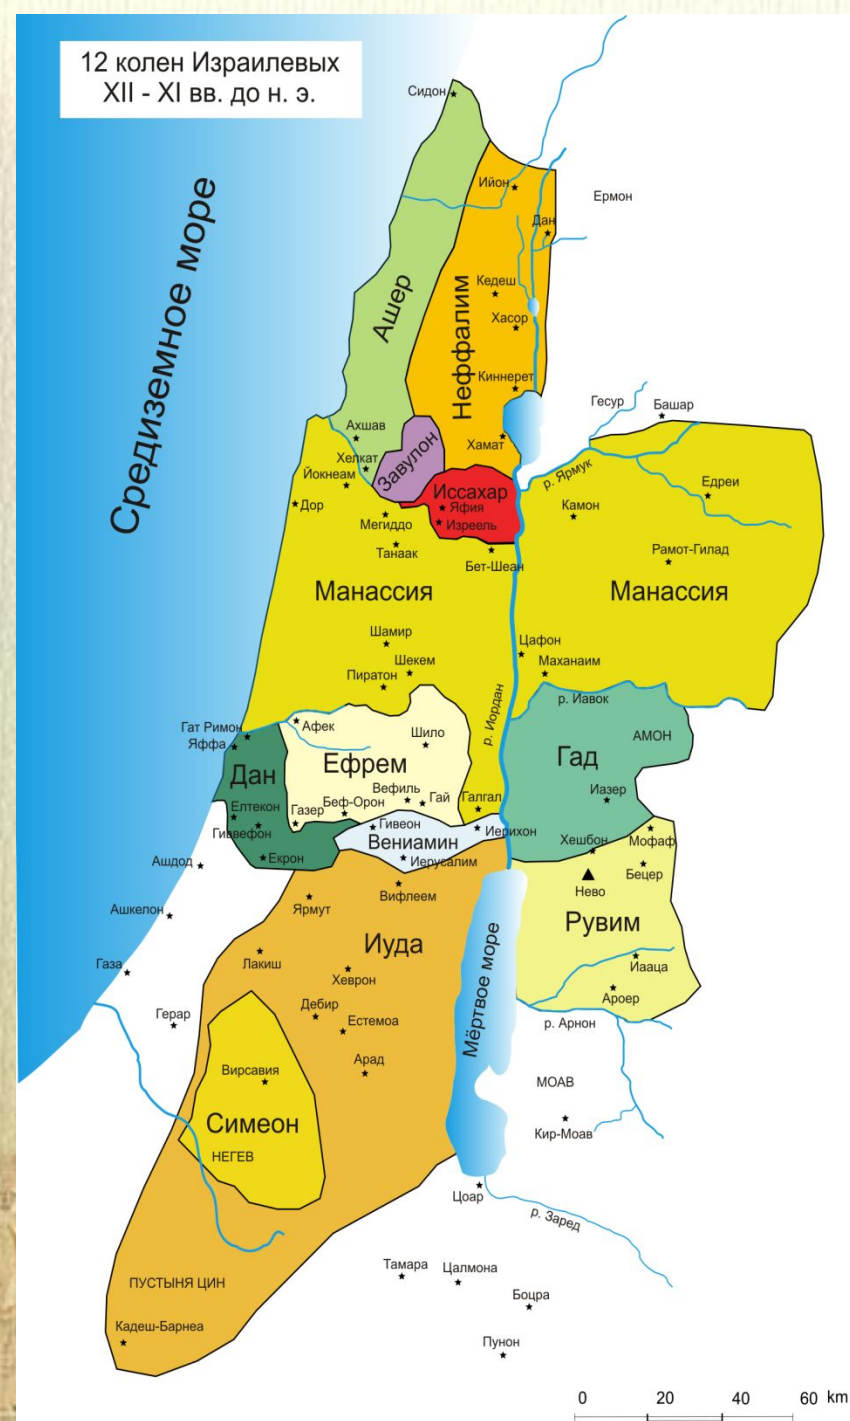 12 колен Израилевых
XII - XI вв. до н. э.
Сидон
Ийон
Ермон
Дан
Средиземное море
Ашер
Неффалим
Кедеш
Хасор
Киннерет
Гесур
Башар
Ахшав
Хамат
Хелкат
Завулон
Йокнеам
Иссахар
р. Ярмук
Едреи
Дор
Яфия
Камон
Мегиддо
Изреель
Танаак
Бет-Шеан
Рамот-Гилад
Манассия
Манассия
Шамир
Цафон
Шекем
Маханаим
Пиратон
р. Иордан
р. Иавок
Гат Римон
Афек
Шило
АМОН
Яффа
Дан
Ефрем
Гад
Елтекон
Беф-Орон
Вефиль
Гай
Галгал
Иазер
Газер
Гиввефон
Гивеон
Иерихон
Вениамин
Хешбон
Мофаф
Екрон
Иерусалим
Ашдод
Бецер
Вифлеем
Нево
Ярмут
Ашкелон
Рувим
Иуда
Мёртвое море
Газа
Лакиш
Хеврон
Иааца
Дебир
Ароер
Герар
Естемоа
р. Арнон
Арад
Вирсавия
МОАВ
Симеон
Кир-Моав
НЕГЕВ
Цоар
р. Заред
Тамара
Цалмона
ПУСТЫНЯ ЦИН
Боцра
Кадеш-Барнеа
Пунон
0 20 40 60 km